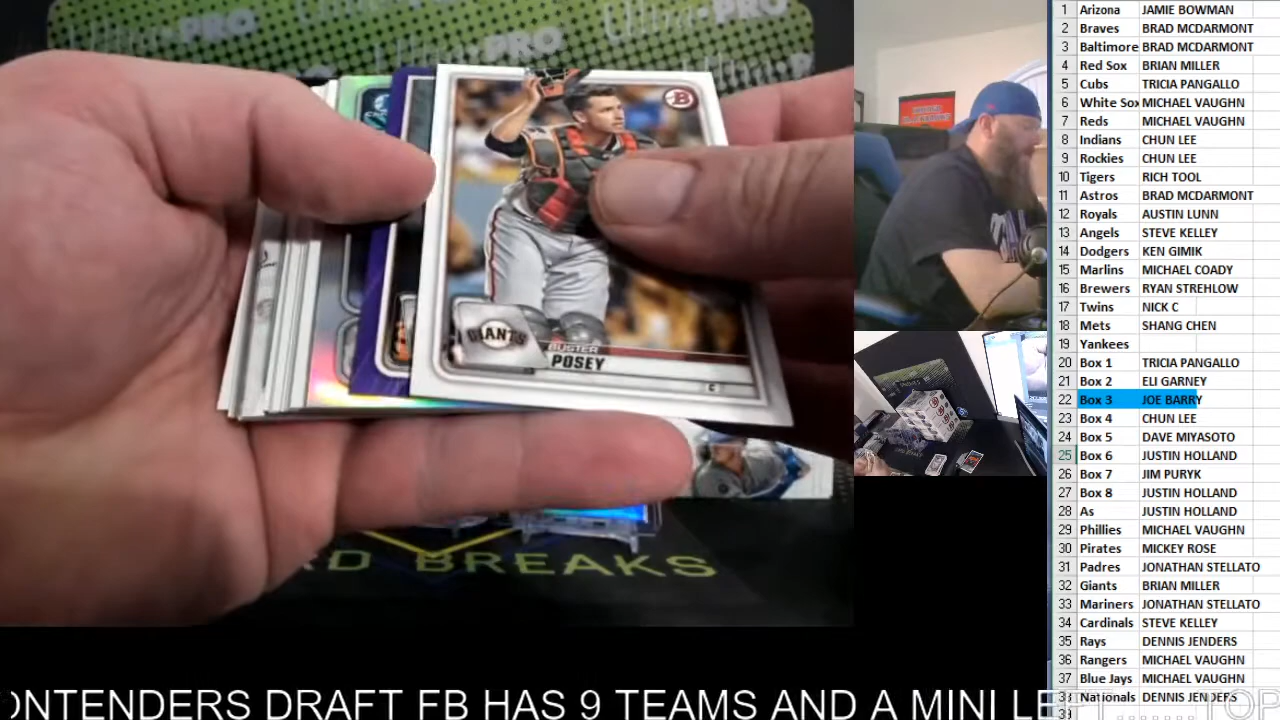 Ultra·PRO
B
GIANTS
BUSTER
POSEY
C
RD BREAKS
1 Arizona JAMIE BOWMAN
2 Braves BRAD MCDARMONT
3 Baltimore BRAD MCDARMONT
4 Red Sox BRIAN MILLER
5 Cubs TRICIA PANGALLO
6 White Sox MICHAEL VAUGHN
7 Reds MICHAEL VAUGHN
8 Indians CHUN LEE
9 Rockies CHUN LEE
10 Tigers RICH TOOL
11 Astros BRAD MCDARMONT
12 Royals AUSTIN LUNN
13 Angels STEVE KELLEY
14 Dodgers KEN GIMIK
15 Marlins MICHAEL COADY
16 Brewers RYAN STREHLOW
17 Twins NICK C
18 Mets SHANG CHEN
19 Yankees
20 Box 1 TRICIA PANGALLO
21 Box 2 ELI GARNEY
22 Box 3 JOE BARRY
23 Box 4 CHUN LEE
24 Box 5 DAVE MIYASOTO
25 Box 6 JUSTIN HOLLAND
26 Box 7 JIM PURYK
27 Box 8 JUSTIN HOLLAND
28 As JUSTIN HOLLAND
29 Phillies MICHAEL VAUGHN
30 Pirates MICKEY ROSE
31 Padres JONATHAN STELLATO
32 Giants BRIAN MILLER
33 Mariners JONATHAN STELLATO
34 Cardinals STEVE KELLEY
35 Rays DENNIS JENDERS
36 Rangers MICHAEL VAUGHN
37 Blue Jays MICHAEL VAUGHN
38 Nationals DENNIS JENDERS
39
ONTENDERS DRAFT FB HAS 9 TEAMS AND A MINI LEFT.......TOP